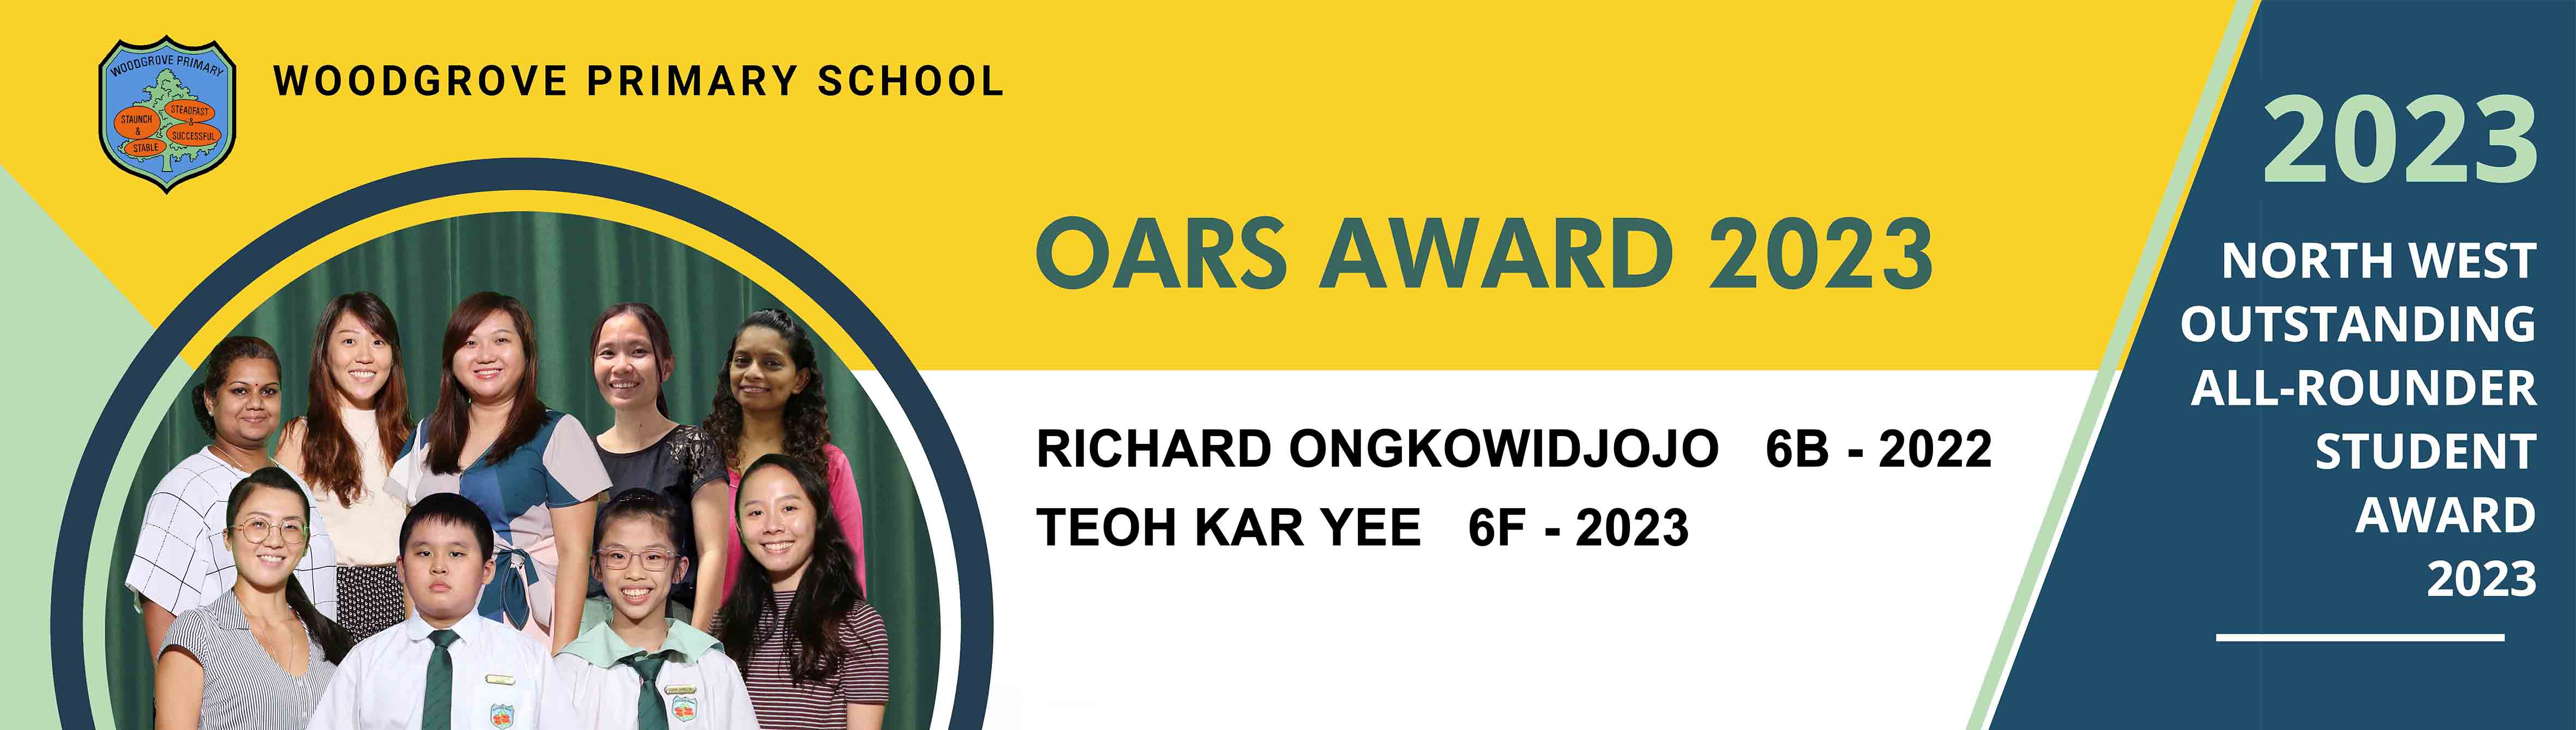 WOODGROVE PRIMARY
STAUNCH
&
STABLE
STEADFAST
&
SUCCESSFUL
WOODGROVE PRIMARY SCHOOL
OARS AWARD 2023
RICHARD ONGKOWIDJOJO 6B - 2022
TEOH KAR YEE 6F - 2023
2023
NORTH WEST
OUTSTANDING
ALL-ROUNDER
STUDENT
AWARD
2023